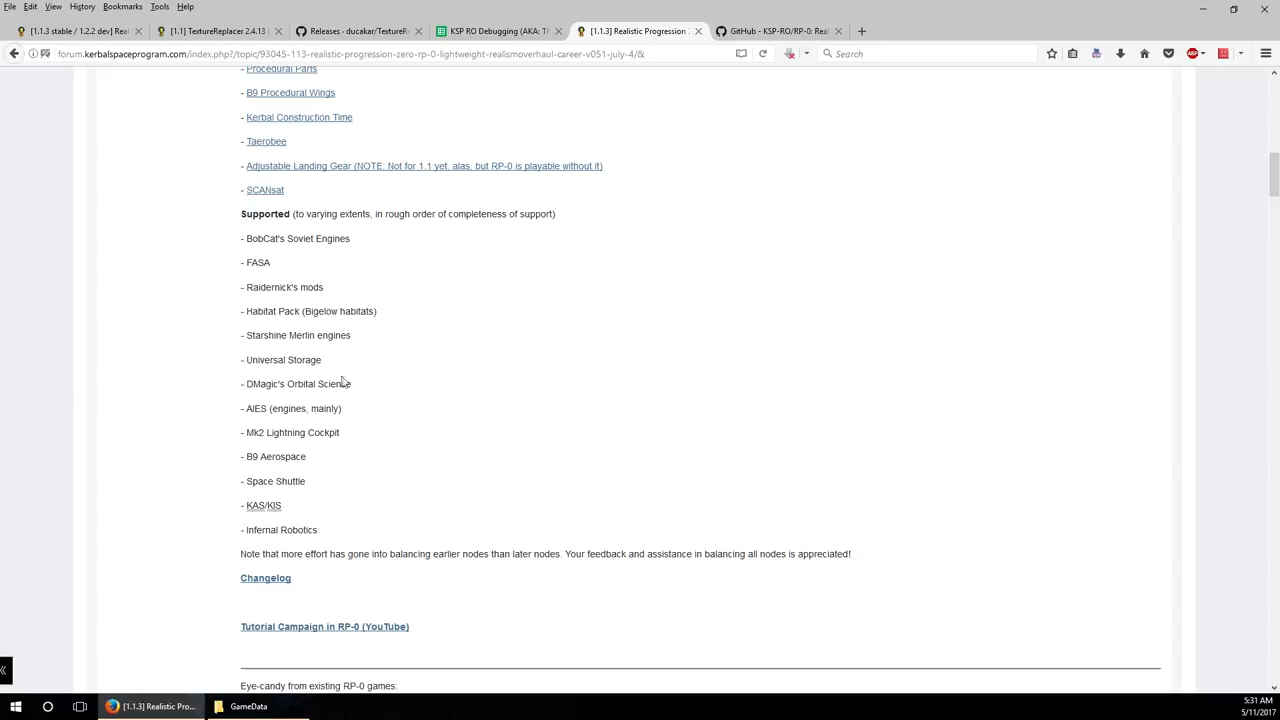 File Edit View History Bookmarks Tools Help
[1.1.3 stable / 1.2.2 dev] Real
[1.1] TextureReplacer 2.4.13
Releases - ducakar/TextureR
KSP RO Debugging (AKA: Th
[1.1.3] Realistic Progression Z
GitHub - KSP-RO/RP-0: Real
forum.kerbalspaceprogram.com/index.php?/topic/93045-113-realistic-progression-zero-rp-0-lightweight-realismoverhaul-career-v051-july-4/&
Search
ABP
- Procedural Parts
- B9 Procedural Wings
- Kerbal Construction Time
- Taerobee
- Adjustable Landing Gear (NOTE: Not for 1.1 yet, alas, but RP-0 is playable without it)
- SCANsat
Supported (to varying extents, in rough order of completeness of support)
- BobCat's Soviet Engines
- FASA
- Raidernick's mods
- Habitat Pack (Bigelow habitats)
- Starshine Merlin engines
- Universal Storage
- DMagic's Orbital Science
- AIES (engines, mainly)
- Mk2 Lightning Cockpit
- B9 Aerospace
- Space Shuttle
- KAS/KIS
- Infernal Robotics
Note that more effort has gone into balancing earlier nodes than later nodes. Your feedback and assistance in balancing all nodes is appreciated!
Changelog
Tutorial Campaign in RP-0 (YouTube)
Eye-candy from existing RP-0 games:
[1.1.3] Realistic Pro...
GameData
5:31 AM
5/11/2017